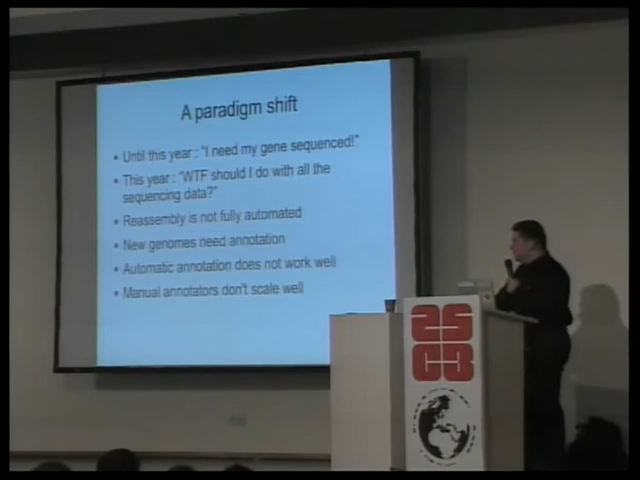 A paradigm shift
• Until this year : "I need my gene sequenced!"
• This year : "WTF should I do with all the
sequencing data?"
• Reassembly is not fully automated
• New genomes need annotation
• Automatic annotation does not work well
• Manual annotators don't scale well
25
C3